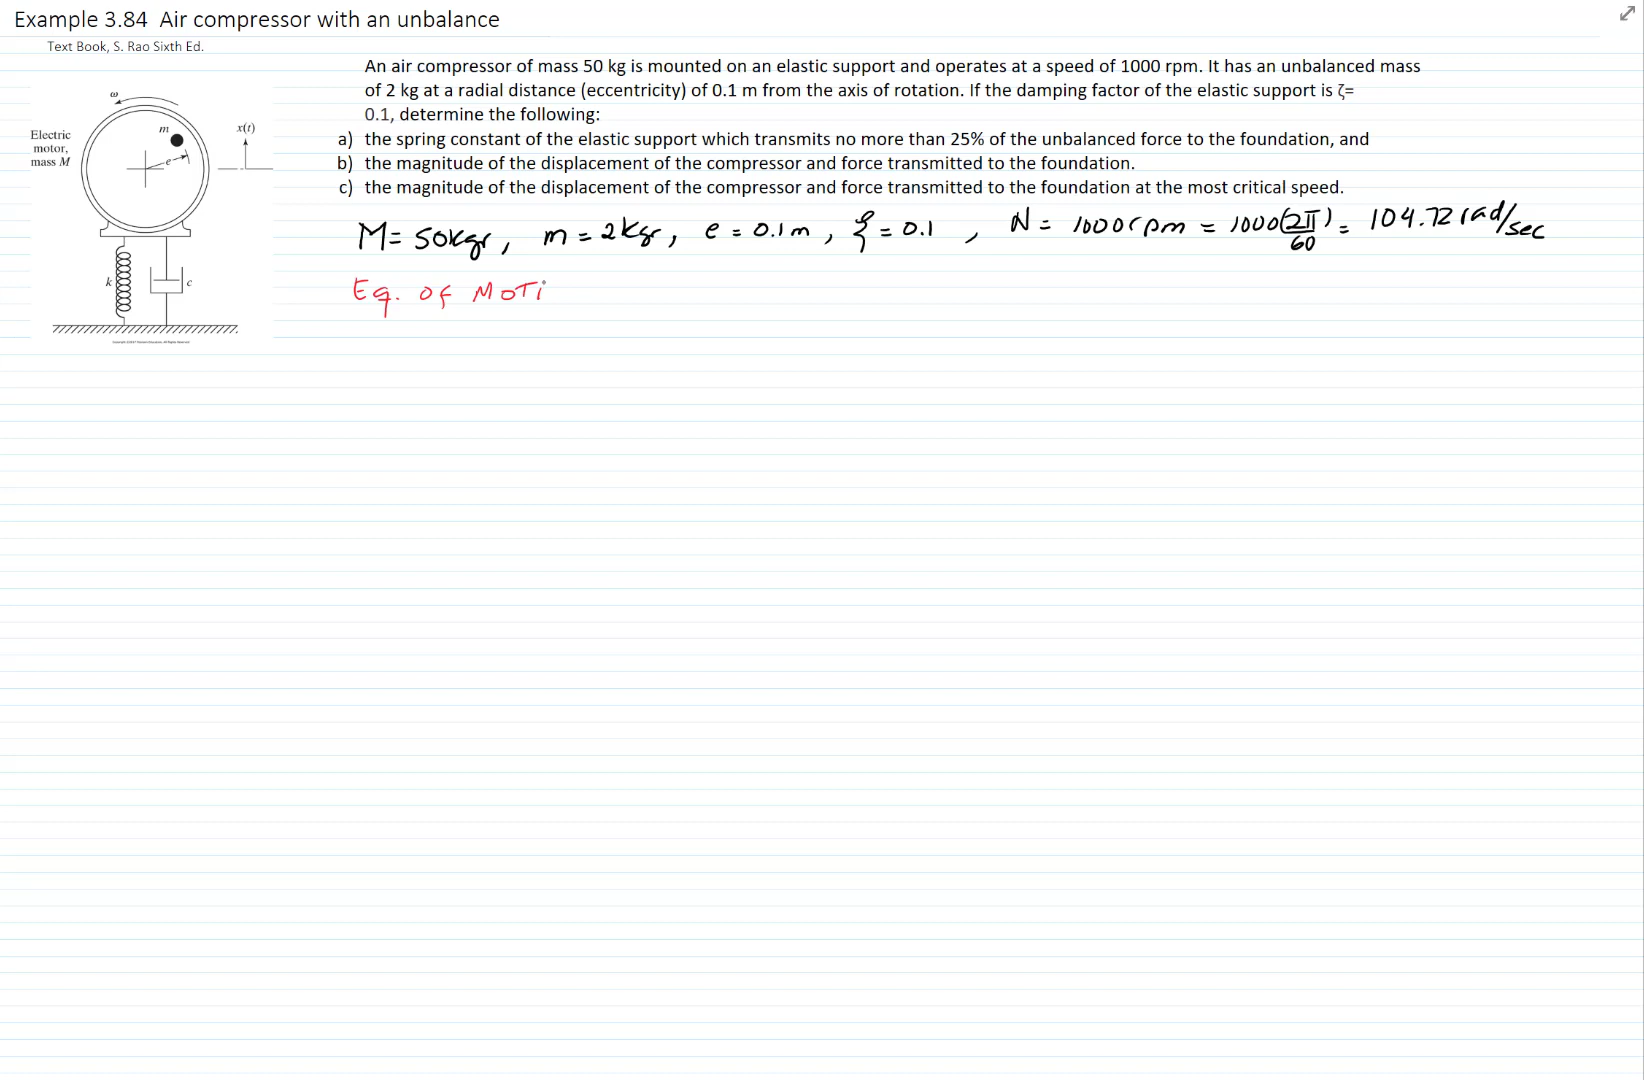 Example 3.84 Air compressor with an unbalance
Text Book, S. Rao Sixth Ed.
An air compressor of mass 50 kg is mounted on an elastic support and operates at a speed of 1000 rpm. It has an unbalanced mass
of 2 kg at a radial distance (eccentricity) of 0.1 m from the axis of rotation. If the damping factor of the elastic support is ζ=
0.1, determine the following:
a) the spring constant of the elastic support which transmits no more than 25% of the unbalanced force to the foundation, and
b) the magnitude of the displacement of the compressor and force transmitted to the foundation.
c) the magnitude of the displacement of the compressor and force transmitted to the foundation at the most critical speed.
ω
Electric
motor,
mass M
m
e
x(t)
k
c
M = 50kgr, m = 2kgr, e = 0.1m, ξ = 0.1, N = 1000rpm = 1000(2π/60) = 104.72 rad/sec
Eq. of Moti